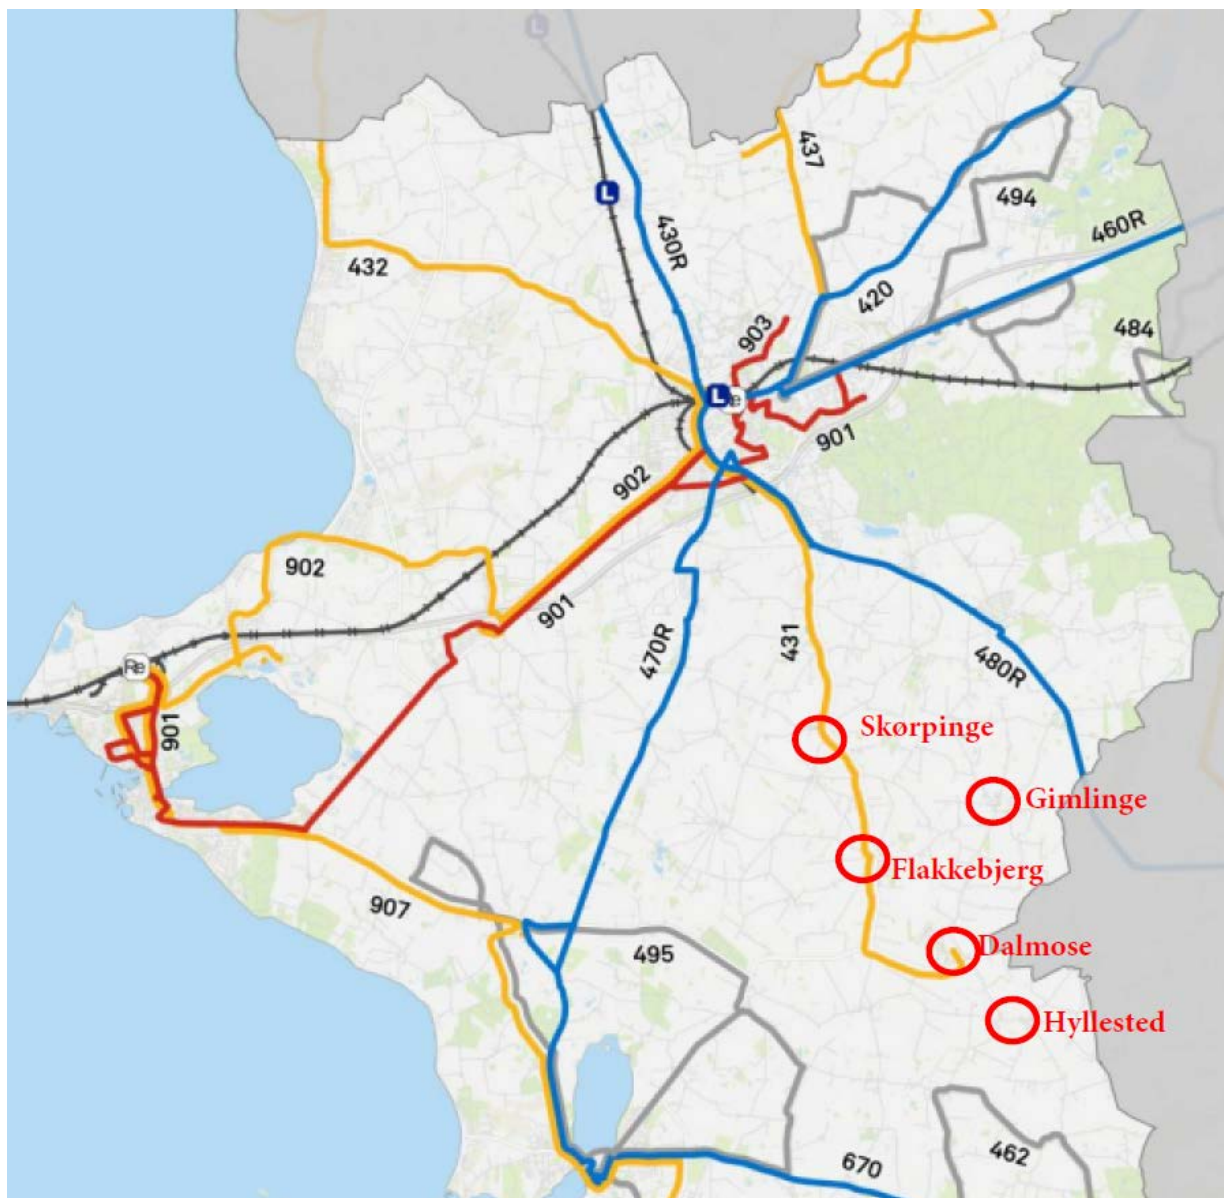 L
437
L
494
430R
460R
432
420
903
484
L
e
901
902
902
901
470R
431
480R
Re
901
Skørpinge
Gimlinge
Flakkebjerg
907
Dalmose
495
Hyllested
670
462